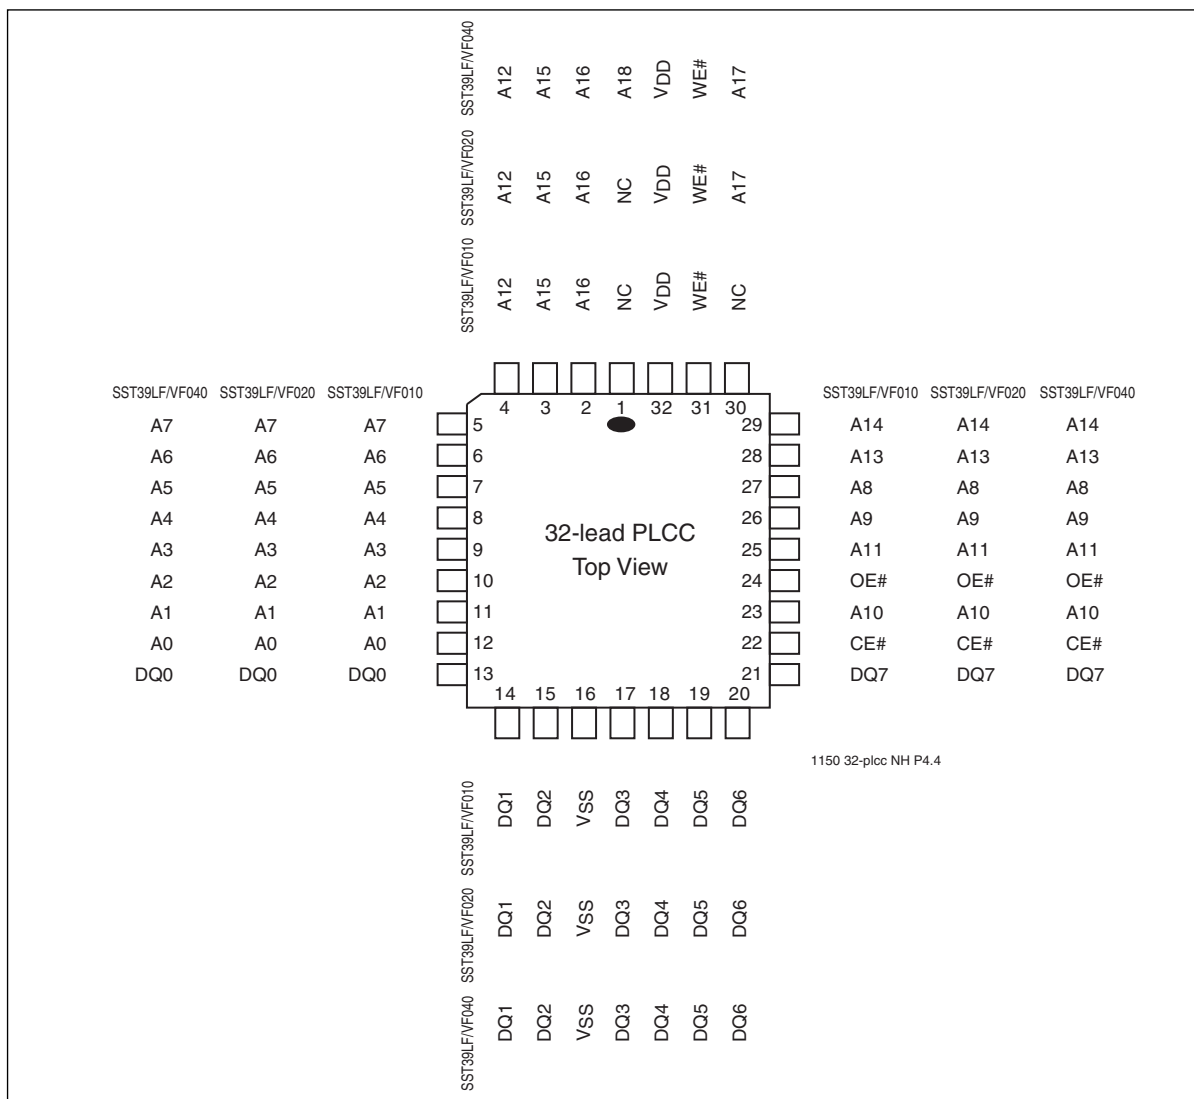 SST39LF/VF040 A12 A15 A16 A18 VDD WE# A17
SST39LF/VF020 A12 A15 A16 NC VDD WE# A17
SST39LF/VF010 A12 A15 A16 NC VDD WE# NC
SST39LF/VF040 SST39LF/VF020 SST39LF/VF010 4 3 2 1 32 31 30 SST39LF/VF010 SST39LF/VF020 SST39LF/VF040
A7 A7 A7 5 29 A14 A14 A14
A6 A6 A6 6 28 A13 A13 A13
A5 A5 A5 7 27 A8 A8 A8
A4 A4 A4 8 26 A9 A9 A9
32-lead PLCC
A3 A3 A3 9 25 A11 A11 A11
Top View
A2 A2 A2 10 24 OE# OE# OE#
A1 A1 A1 11 23 A10 A10 A10
A0 A0 A0 12 22 CE# CE# CE#
DQ0 DQ0 DQ0 13 21 DQ7 DQ7 DQ7
14 15 16 17 18 19 20
1150 32-plcc NH P4.4
SST39LF/VF010 DQ1 DQ2 VSS DQ3 DQ4 DQ5 DQ6
SST39LF/VF020 DQ1 DQ2 VSS DQ3 DQ4 DQ5 DQ6
SST39LF/VF040 DQ1 DQ2 VSS DQ3 DQ4 DQ5 DQ6